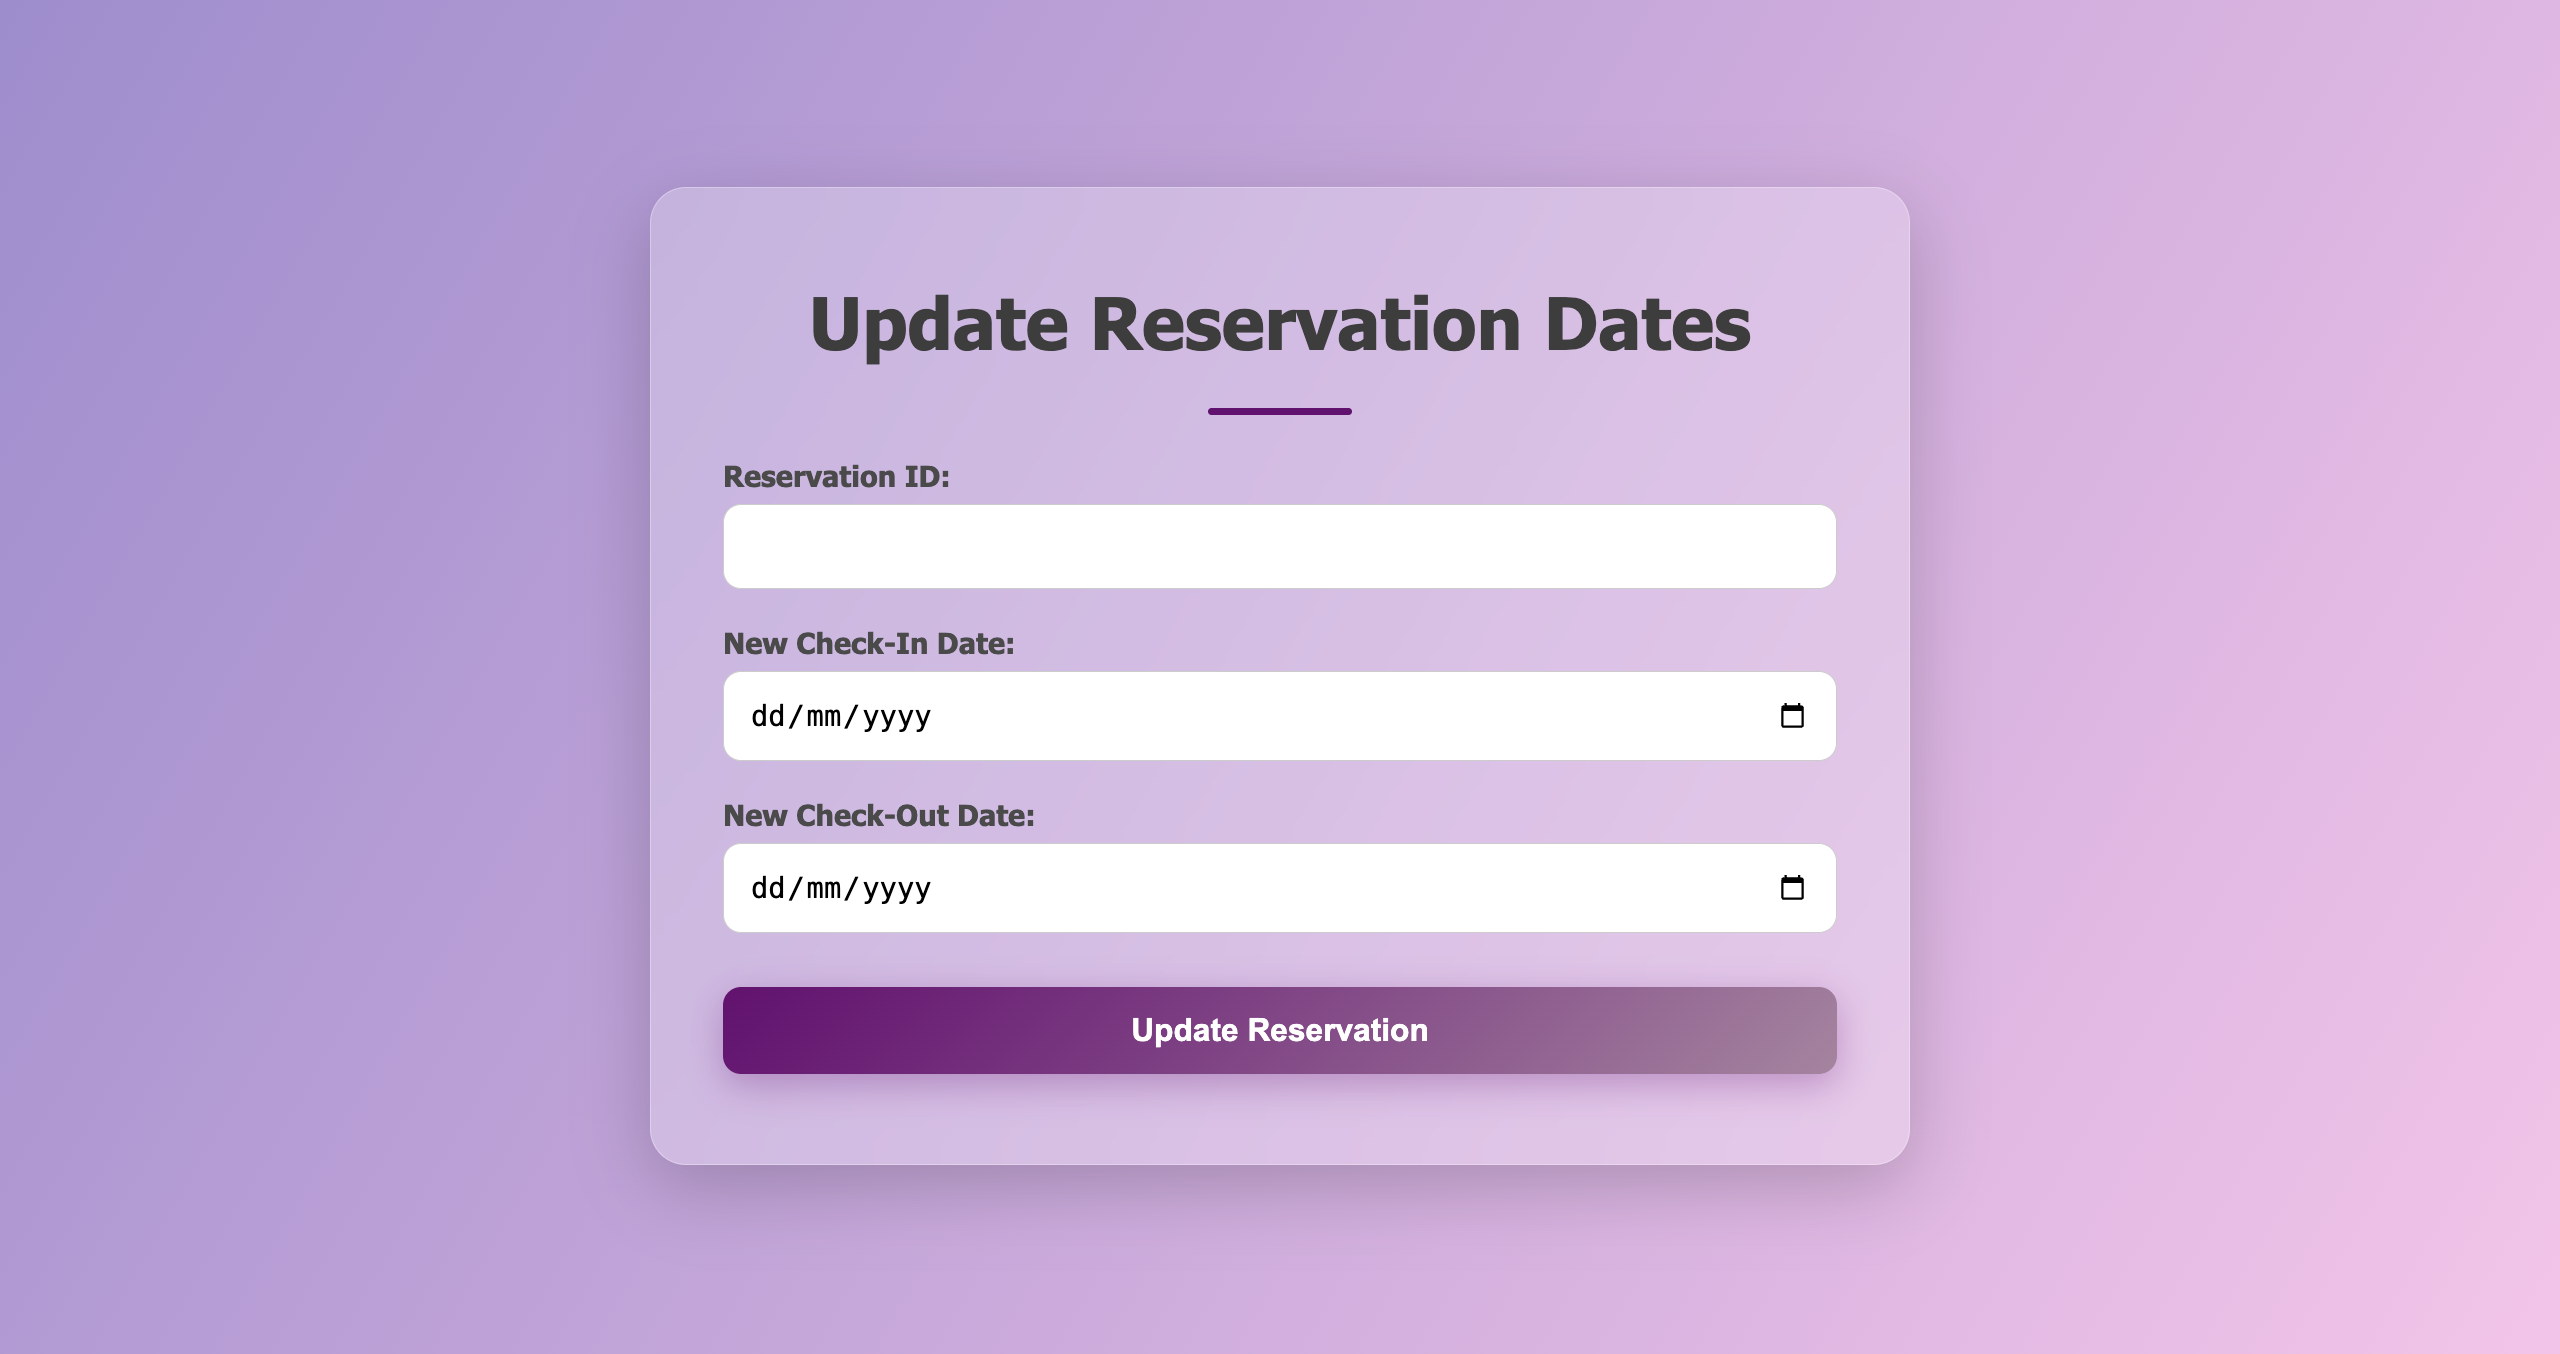 Update Reservation Dates
Reservation ID:
New Check-In Date:
dd/mm/yyyy
New Check-Out Date:
dd/mm/yyyy
Update Reservation